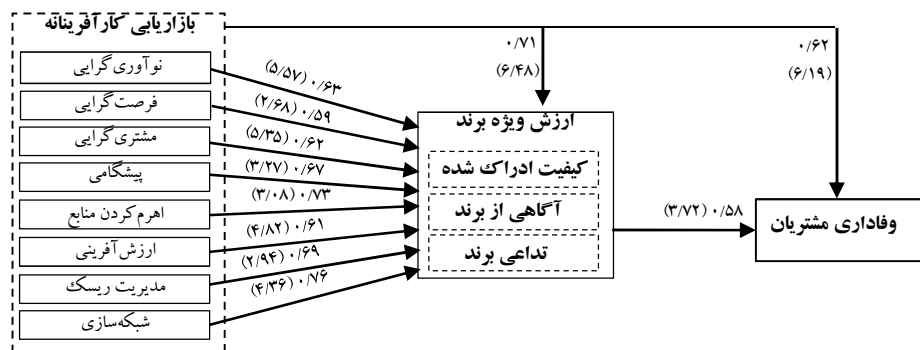 بازاریابی کارآفرینانه
نوآوری‌گرایی
فرصت‌گرایی
مشتری‌گرایی
پیشگامی
اهرم‌کردن منابع
ارزش‌آفرینی
مدیریت ریسک
شبکه‌سازی
(۵/۵۷) ۰/۶۳
(۲/۶۸) ۰/۵۹
(۵/۳۵) ۰/۶۲
(۳/۲۷) ۰/۶۷
(۳/۰۸) ۰/۷۳
(۴/۸۲) ۰/۶۱
(۲/۹۴) ۰/۶۹
(۴/۳۶) ۰/۷۶
۰/۷۱
(۶/۴۸)
ارزش ویژه برند
کیفیت ادراک شده
آگاهی از برند
تداعی برند
(۳/۷۲) ۰/۵۸
۰/۶۲
(۶/۱۹)
وفاداری مشتریان